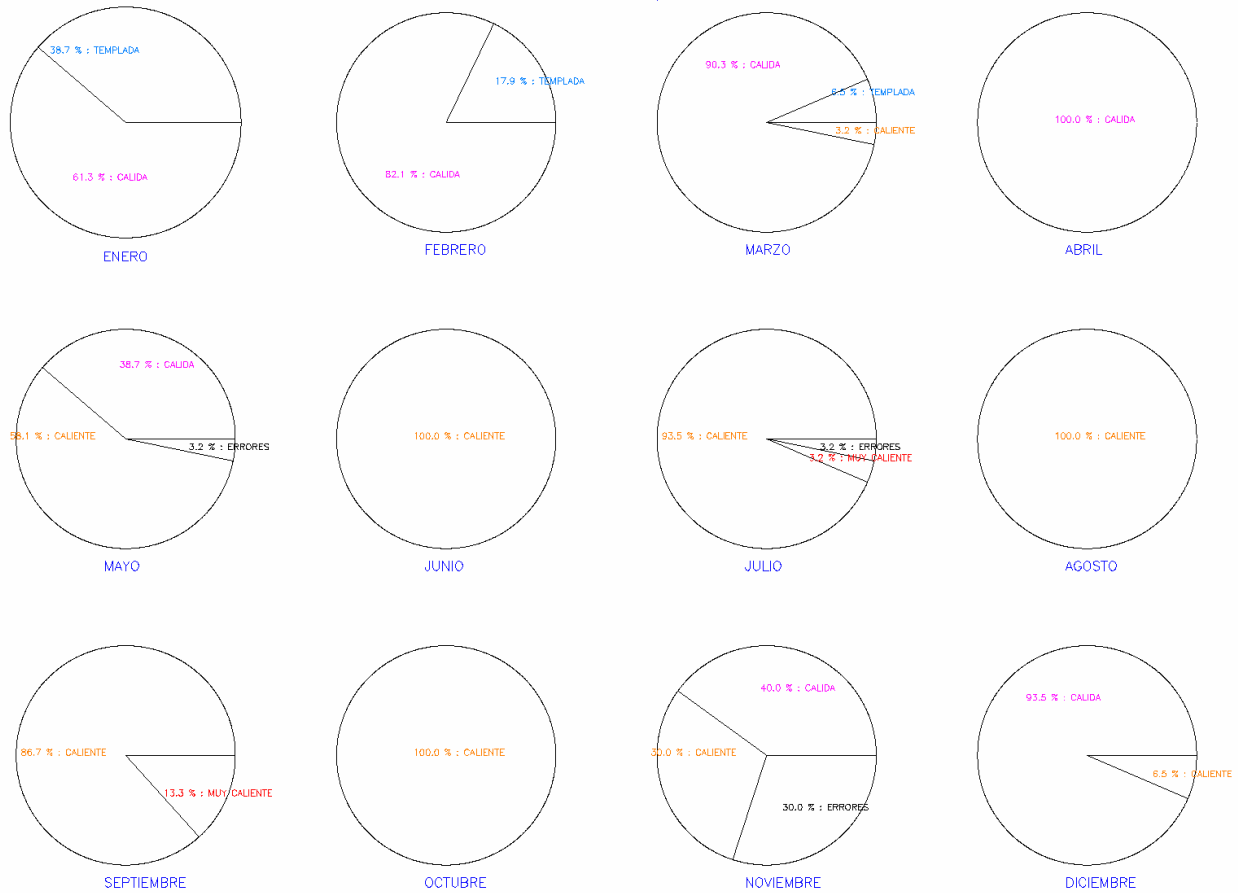 38.7 % : TEMPLADA
61.3 % : CALIDA
ENERO
17.9 % : TEMPLADA
82.1 % : CALIDA
FEBRERO
90.3 % : CALIDA
6.5 % : TEMPLADA
3.2 % : CALIENTE
MARZO
100.0 % : CALIDA
ABRIL
38.7 % : CALIDA
58.1 % : CALIENTE
3.2 % : ERRORES
MAYO
100.0 % : CALIENTE
JUNIO
93.5 % : CALIENTE
3.2 % : ERRORES
3.2 % : MUY CALIENTE
JULIO
100.0 % : CALIENTE
AGOSTO
86.7 % : CALIENTE
13.3 % : MUY CALIENTE
SEPTIEMBRE
100.0 % : CALIENTE
OCTUBRE
40.0 % : CALIDA
30.0 % : CALIENTE
30.0 % : ERRORES
NOVIEMBRE
93.5 % : CALIDA
6.5 % : CALIENTE
DICIEMBRE